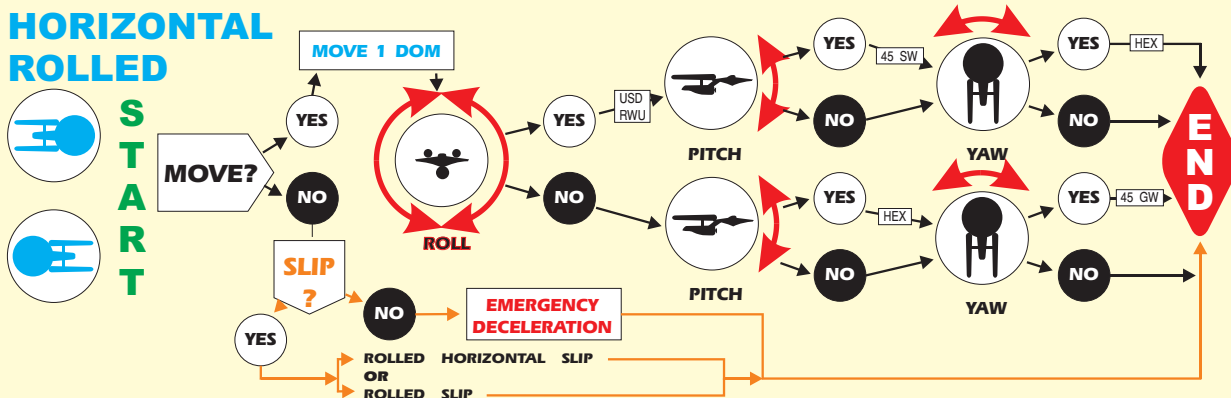 HORIZONTAL
ROLLED
START
MOVE?
YES
MOVE 1 DOM
NO
ROLL
YES
USD
RWU
NO
PITCH
YES
45 SW
NO
YAW
YES
HEX
NO
PITCH
YES
HEX
NO
YAW
YES
45 GW
NO
END
SLIP
?
NO
EMERGENCY
DECELERATION
YES
ROLLED HORIZONTAL SLIP
OR
ROLLED SLIP